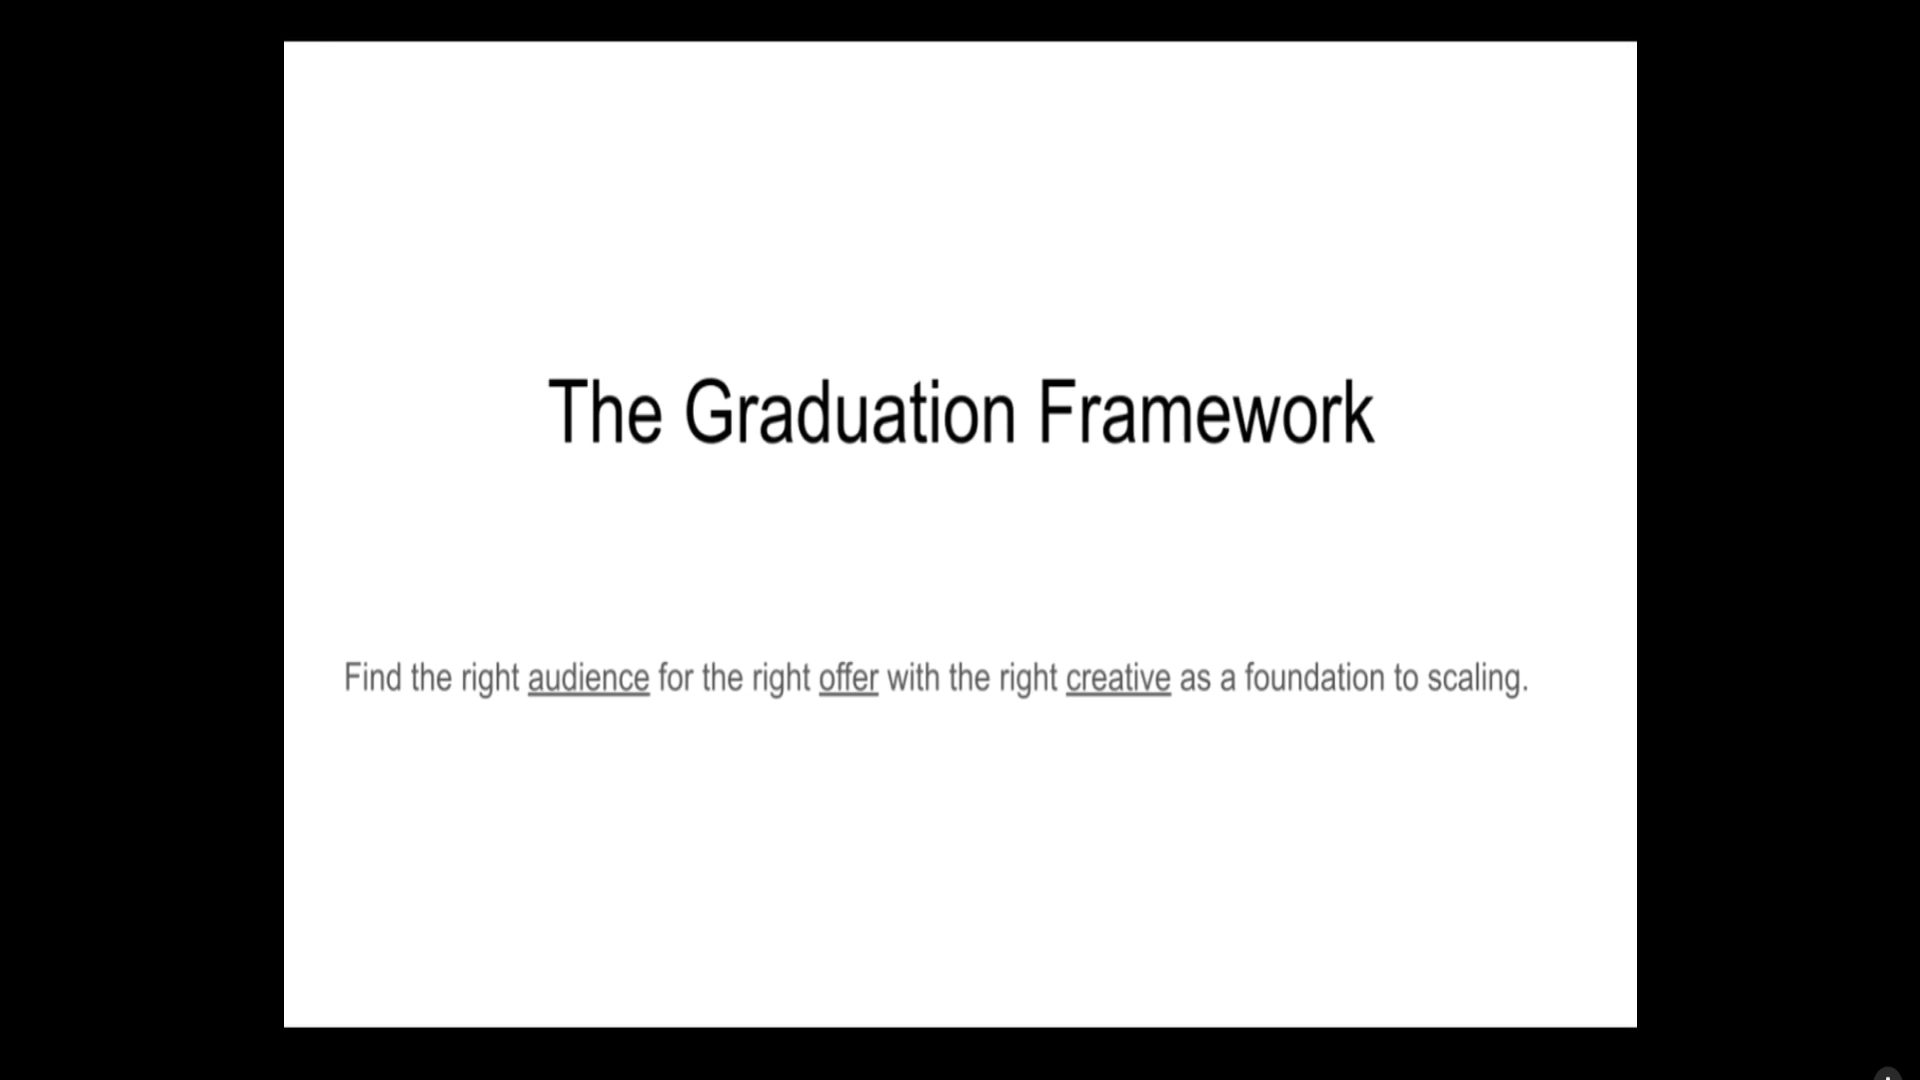 The Graduation Framework
Find the right audience for the right offer with the right creative as a foundation to scaling.